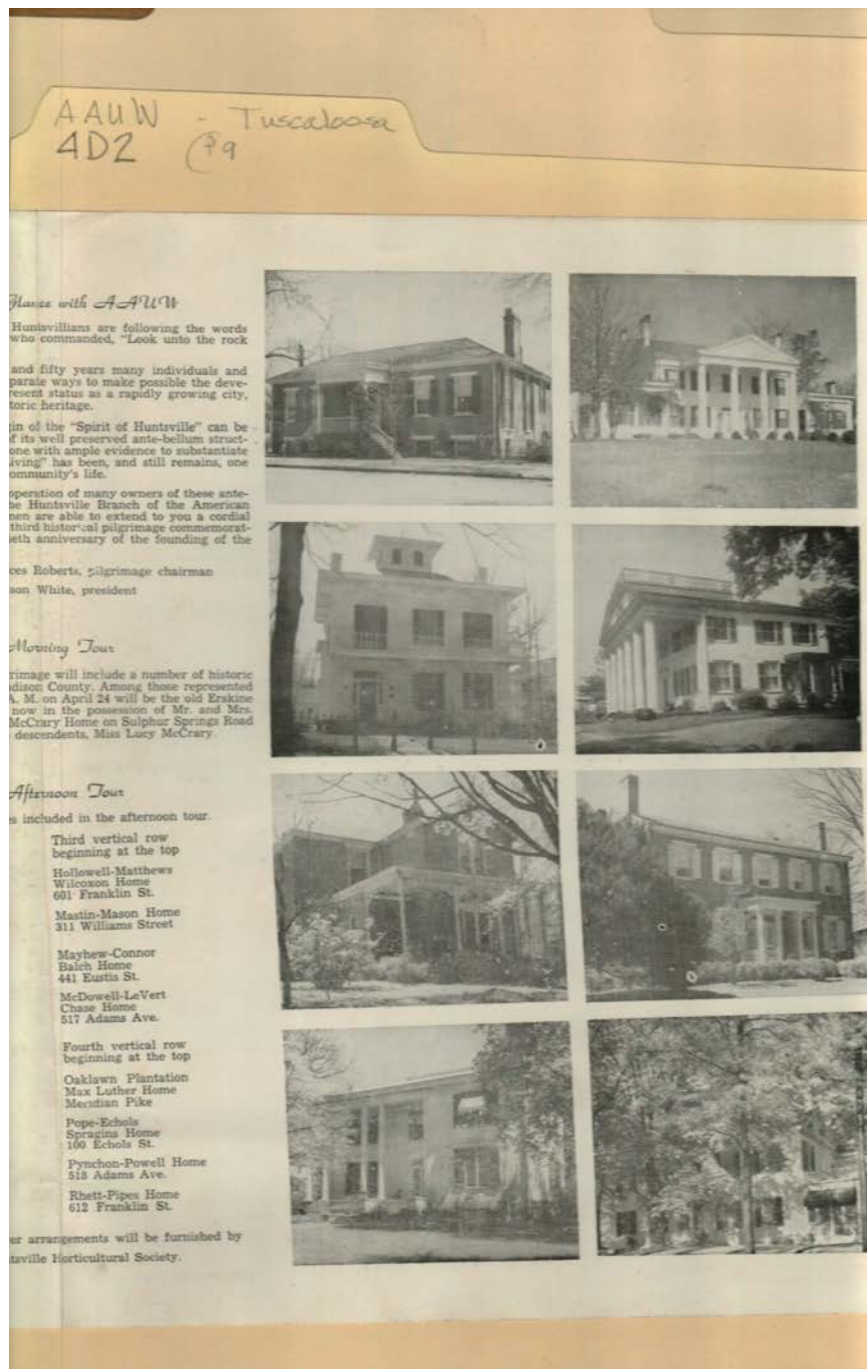 AAUW - Tuscaloosa
4D2 (P9
Glance with AAUW
Huntsvillians are following the words
who commanded, "Look unto the rock
and fifty years many individuals and
parate ways to make possible the deve-
resent status as a rapidly growing city,
toric heritage.
gin of the "Spirit of Huntsville" can be
f its well preserved ante-bellum struct-
one with ample evidence to substantiate
iving" has been, and still remains, one
ommunity's life.
operation of many owners of these ante-
he Huntsville Branch of the American
men are able to extend to you a cordial
third historical pilgrimage commemorat-
ieth anniversary of the founding of the
ces Roberts, pilgrimage chairman
son White, president
Morning Tour
rimage will include a number of historic
adison County. Among those represented
A. M. on April 24 will be the old Erskine
now in the possession of Mr. and Mrs.
McCrary Home on Sulphur Springs Road
descendents, Miss Lucy McCrary.
Afternoon Tour
es included in the afternoon tour.
Third vertical row
beginning at the top
Hollowell-Matthews
Wilcoxon Home
601 Franklin St.
Mastin-Mason Home
311 Williams Street
Mayhew-Connor
Balch Home
441 Eustis St.
McDowell-LeVert
Chase Home
517 Adams Ave.
Fourth vertical row
beginning at the top
Oaklawn Plantation
Max Luther Home
Meridian Pike
Pope-Echols
Spragins Home
100 Echols St.
Pynchon-Powell Home
518 Adams Ave.
Rhett-Pipes Home
612 Franklin St.
er arrangements will be furnished by
tsville Horticultural Society.